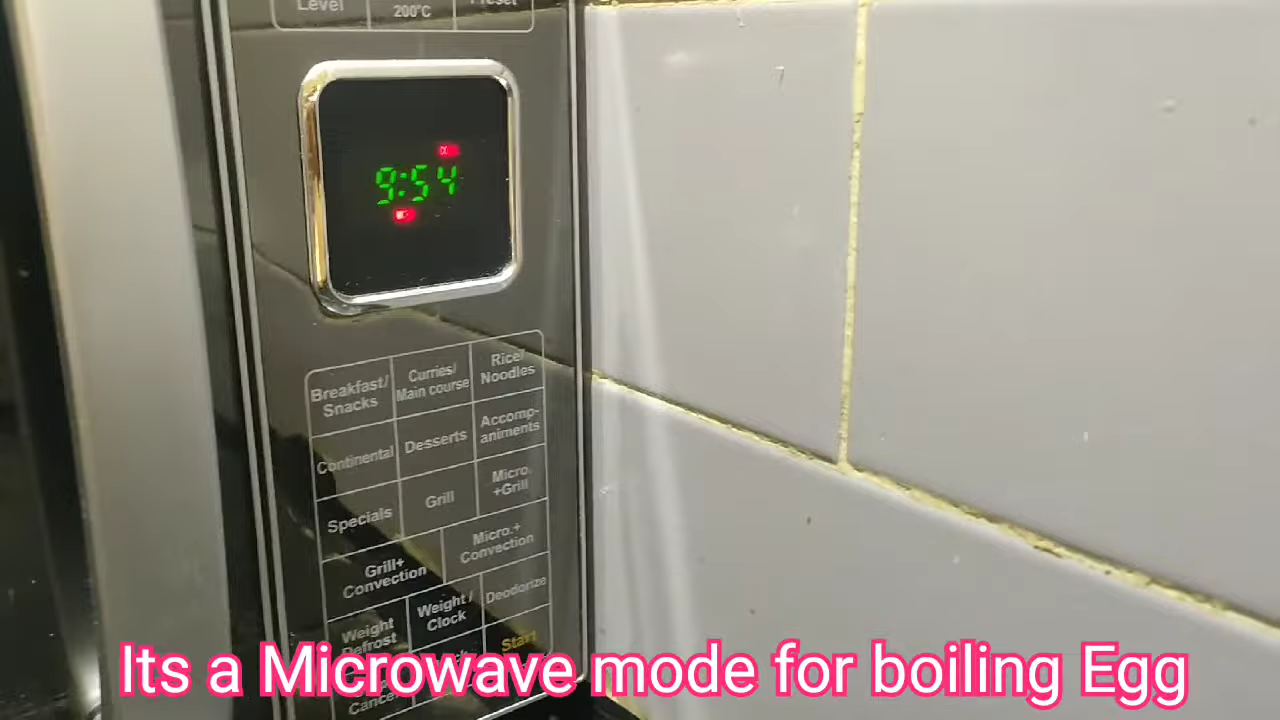 Level
200°C
Preset
9:54
Breakfast/
Snacks
Curries/
Main course
Rice/
Noodles
Continental
Desserts
Accomp-
animents
Specials
Grill
Micro.
+Grill
Grill+
Convection
Micro.+
Convection
Weight
Defrost
Weight /
Clock
Deodorize
Start
Its a Microwave mode for boiling Egg